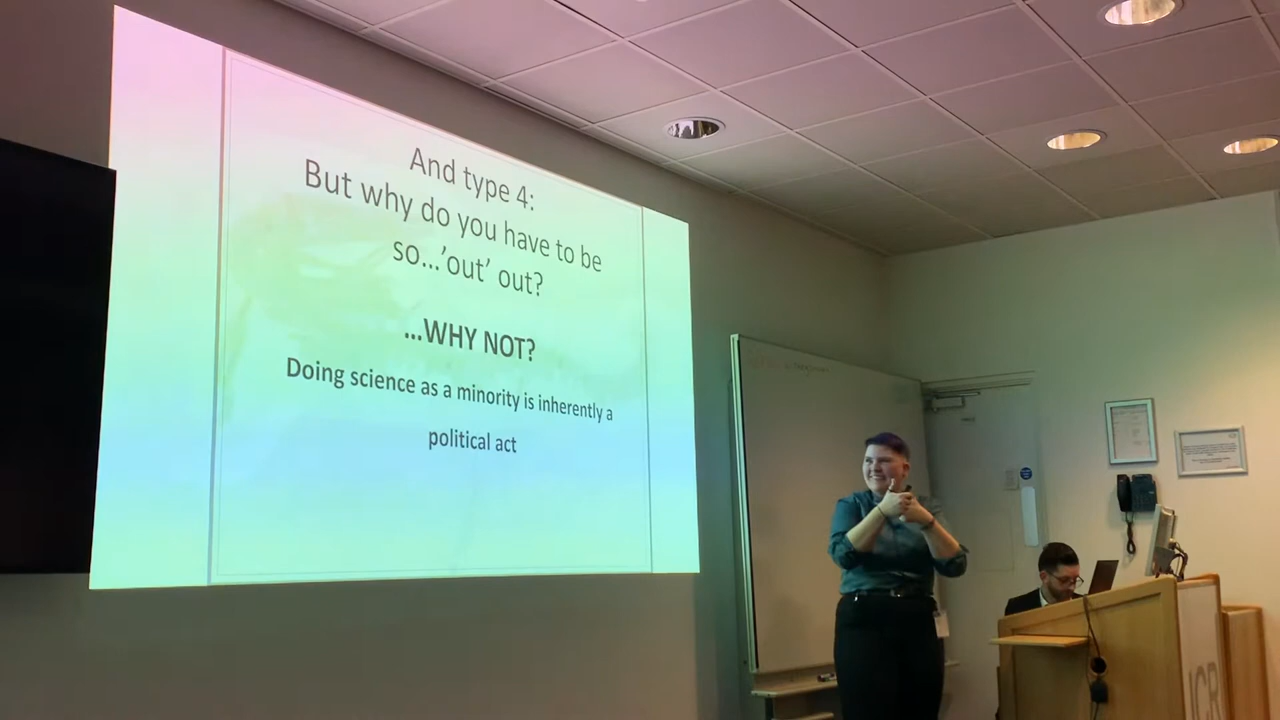 And type 4:
But why do you have to be
so...’out’ out?
...WHY NOT?
Doing science as a minority is inherently a
political act
ICR